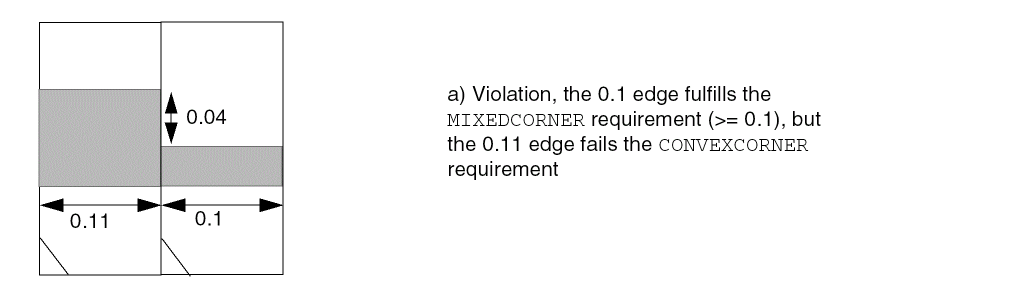 a) Violation, the 0.1 edge fulfills the
0.04
MIXEDCORNER requirement (>= 0.1), but
the 0.11 edge fails the CONVEXCORNER
requirement
0.11
0.1